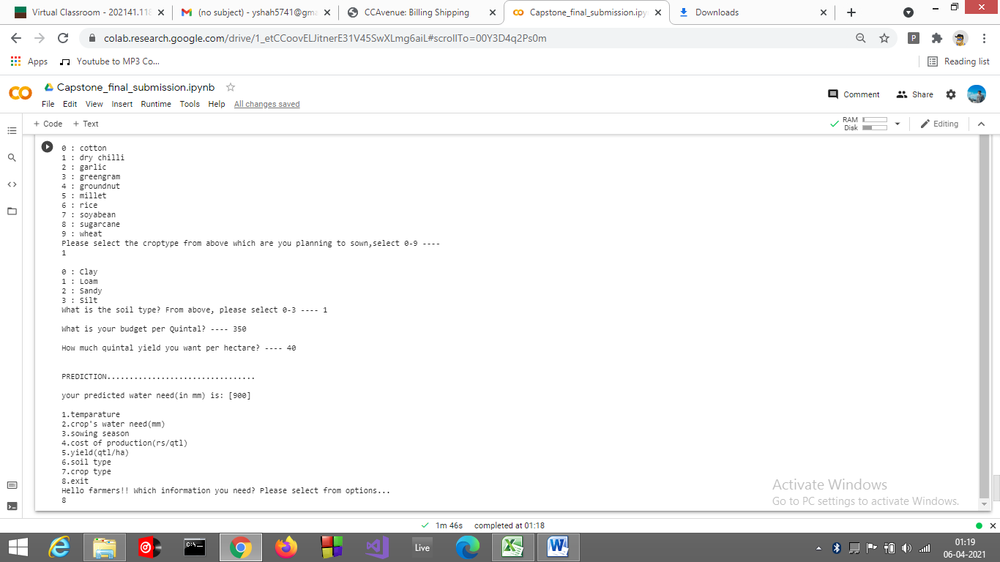 Virtual Classroom - 202141.118
(no subject) - yshah5741@gma
CCAvenue: Billing Shipping
Capstone_final_submission.ipyn
Downloads
colab.research.google.com/drive/1_etCCoovELJitnerE31V45SwXLmg6aiL#scrollTo=00Y3D4q2Ps0m
Apps
Youtube to MP3 Co...
Reading list
Capstone_final_submission.ipynb
File Edit View Insert Runtime Tools Help All changes saved
Comment Share
+ Code + Text
RAM
Disk
Editing
0 : cotton
1 : dry chilli
2 : garlic
3 : greengram
4 : groundnut
5 : millet
6 : rice
7 : soyabean
8 : sugarcane
9 : wheat
Please select the croptype from above which are you planning to sown,select 0-9 ----
1
0 : Clay
1 : Loam
2 : Sandy
3 : Silt
What is the soil type? From above, please select 0-3 ---- 1
What is your budget per Quintal? ---- 350
How much quintal yield you want per hectare? ---- 40
PREDICTION.................................
your predicted water need(in mm) is: [900]
1.temparature
2.crop's water need(mm)
3.sowing season
4.cost of production(rs/qtl)
5.yield(qtl/ha)
6.soil type
7.crop type
8.exit
Hello farmers!! Which information you need? Please select from options...
8
Activate Windows
Go to PC settings to activate Windows.
1m 46s completed at 01:18
Live
01:19
06-04-2021